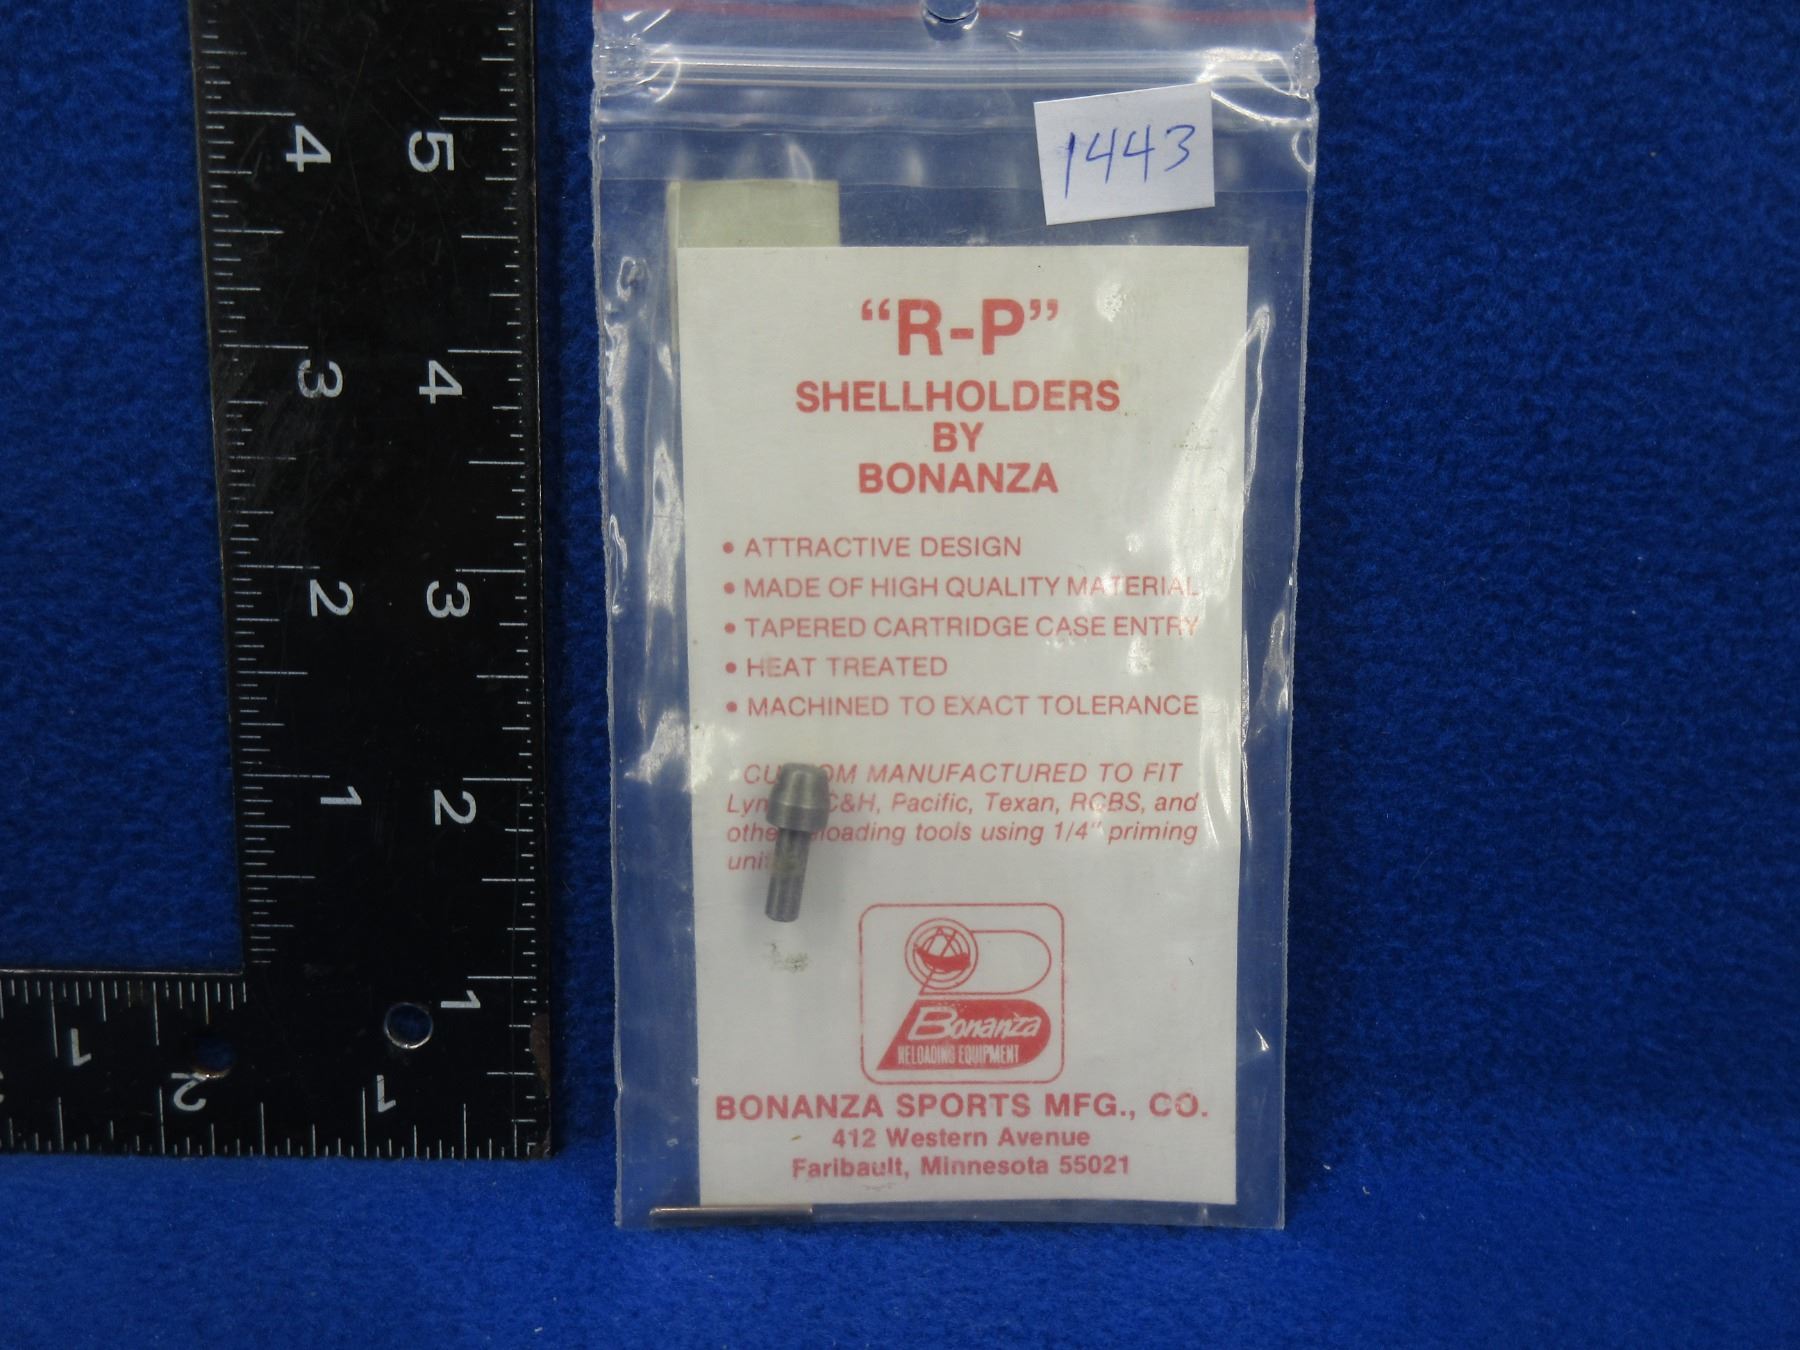 1443
4 5
3 4
2 3
1 2
1
1 2 1
“R-P”
SHELLHOLDERS
BY
BONANZA
• ATTRACTIVE DESIGN
• MADE OF HIGH QUALITY MATERIAL
• TAPERED CARTRIDGE CASE ENTRY
• HEAT TREATED
• MACHINED TO EXACT TOLERANCE
MANUFACTURED TO FIT
C&H, Pacific, Texan, RCBS, and
tools using 1/4" priming
Bonanza
RELOADING EQUIPMENT
BONANZA SPORTS MFG., CO.
412 Western Avenue
Faribault, Minnesota 55021